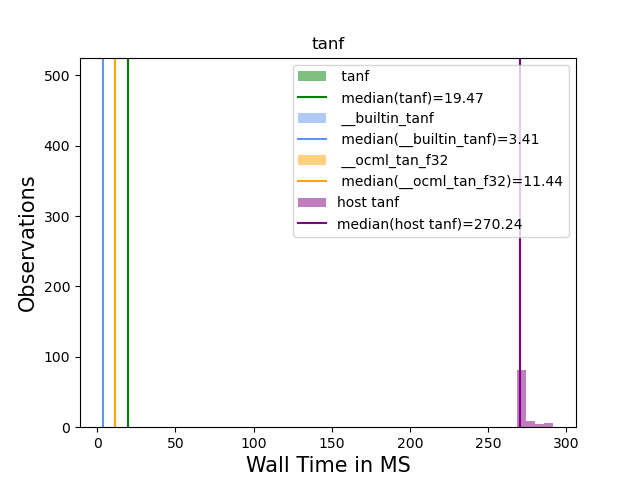 tanf
500
400
300
200
100
0
Observations
tanf
median(tanf)=19.47
__builtin_tanf
median(__builtin_tanf)=3.41
__ocml_tan_f32
median(__ocml_tan_f32)=11.44
host tanf
median(host tanf)=270.24
0 50 100 150 200 250 300
Wall Time in MS